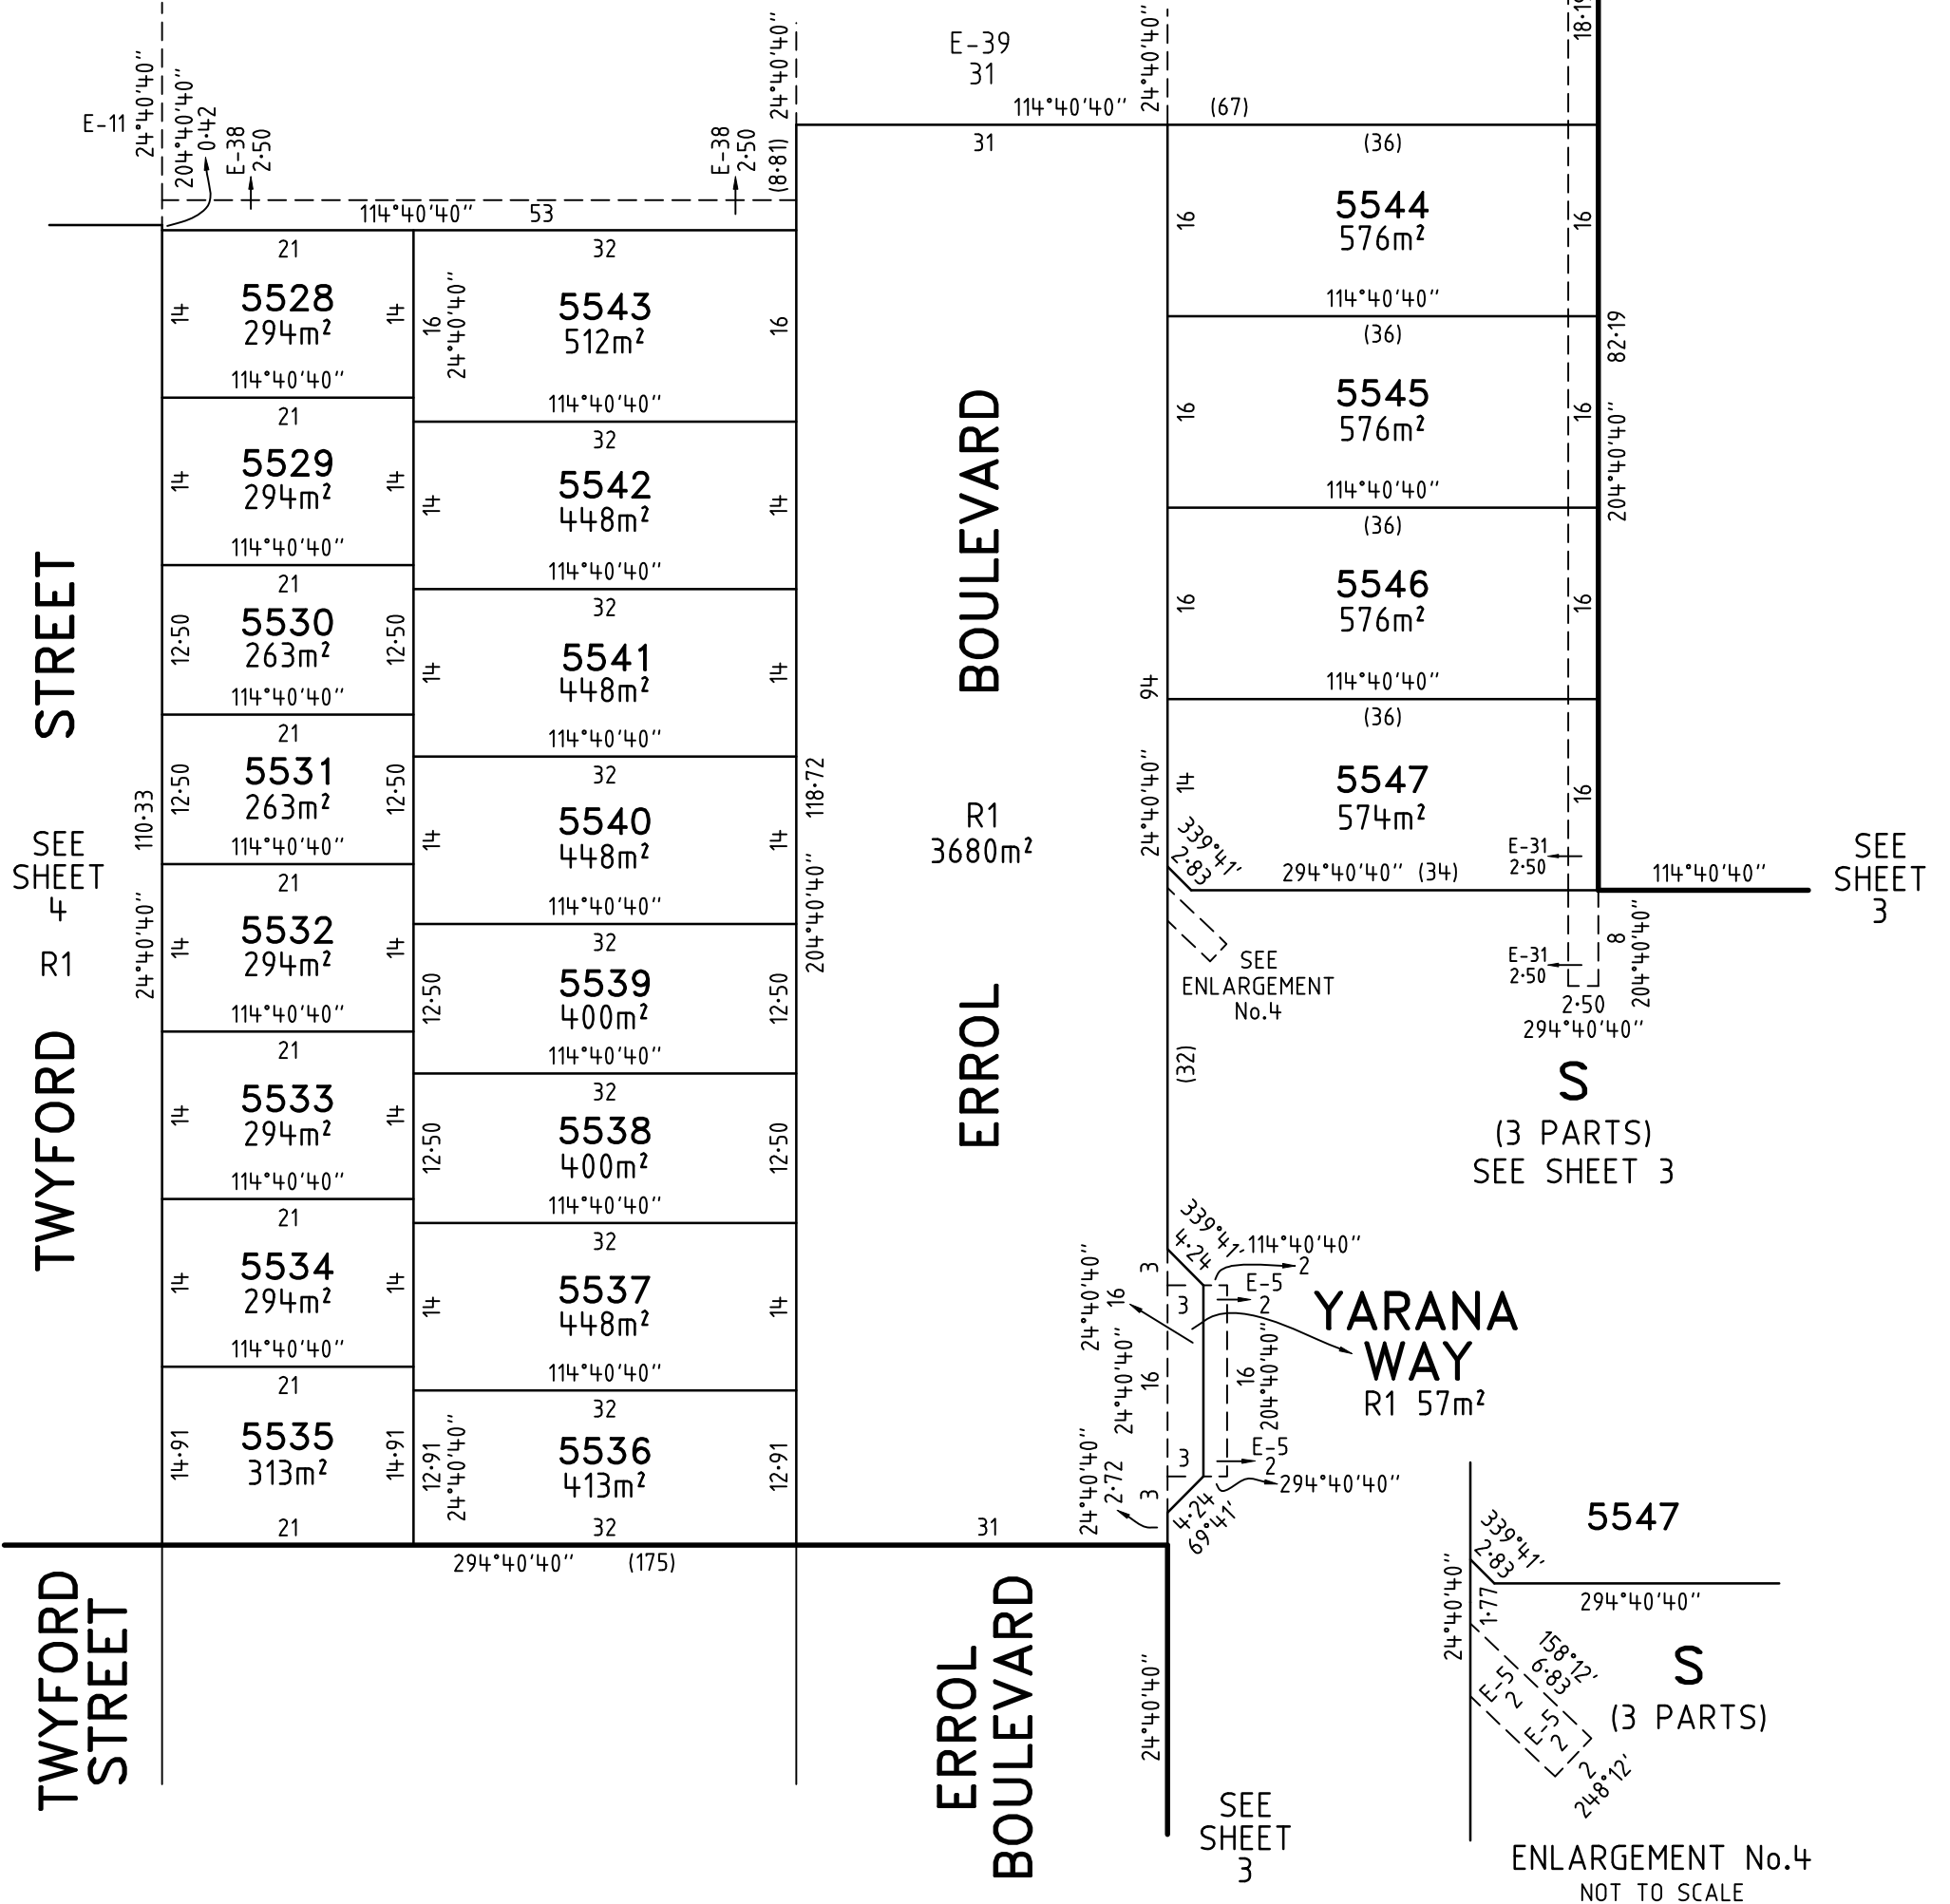 E-11
24°40'40"
204°40'40"
0·42
E-38
2·50
E-38
2·50
24°40'40"
(8·81)
E-39
31
114°40'40"
24°40'40"
(67)
18·19
114°40'40" 53
31
(36)
21
5528
294m²
14
14
114°40'40"
21
5529
294m²
14
14
114°40'40"
21
5530
263m²
12·50
12·50
114°40'40"
21
5531
263m²
12·50
12·50
114°40'40"
21
5532
294m²
14
14
114°40'40"
21
5533
294m²
14
14
114°40'40"
21
5534
294m²
14
14
114°40'40"
21
5535
313m²
14·91
14·91
21
32
5543
512m²
16
24°40'40"
16
114°40'40"
32
5542
448m²
14
14
114°40'40"
32
5541
448m²
14
14
114°40'40"
32
5540
448m²
14
14
114°40'40"
32
5539
400m²
12·50
12·50
114°40'40"
32
5538
400m²
12·50
12·50
114°40'40"
32
5537
448m²
14
14
114°40'40"
32
5536
413m²
12·91
24°40'40"
12·91
32
TWYFORD STREET
SEE
SHEET
4
R1
110·33
24°40'40"
118·72
204°40'40"
ERROL BOULEVARD
R1
3680m²
31
94
24°40'40"
16
5544
576m²
16
114°40'40"
(36)
16
5545
576m²
16
114°40'40"
(36)
16
5546
576m²
16
114°40'40"
(36)
14
5547
574m²
16
82·19
204°40'40"
339°41'
2·83
294°40'40" (34)
E-31
2·50
114°40'40"
SEE
SHEET
3
E-31
2·50
8
204°40'40"
2·50
294°40'40"
SEE
ENLARGEMENT
No.4
(32)
S
(3 PARTS)
SEE SHEET 3
339°41'
4·24
114°40'40"
2
E-5
2
3
3
24°40'40"
16
24°40'40"
16
16
204°40'40"
YARANA
WAY
R1 57m²
E-5
2
3
3
294°40'40"
24°40'40"
2·72
4·24
69°41'
294°40'40" (175)
TWYFORD
STREET
ERROL
BOULEVARD
24°40'40"
SEE
SHEET
3
5547
339°41'
2·83
24°40'40"
1·77
294°40'40"
158°12'
6·83
E-5
2
E-5
2
2
248°12'
S
(3 PARTS)
ENLARGEMENT No.4
NOT TO SCALE